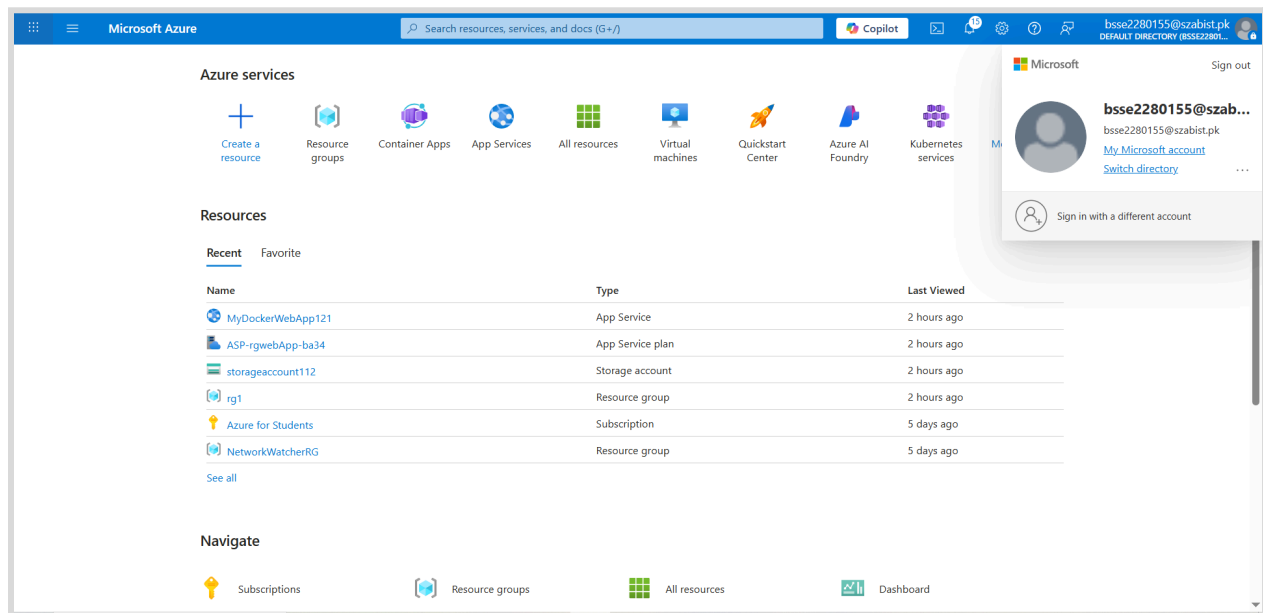 Microsoft Azure
Search resources, services, and docs (G+/)
Copilot
15
bsse2280155@szabist.pk
DEFAULT DIRECTORY (BSSE22801...
Microsoft
Sign out
bsse2280155@szab...
bsse2280155@szabist.pk
My Microsoft account
Switch directory
...
Sign in with a different account
Azure services
Create a resource
Resource groups
Container Apps
App Services
All resources
Virtual machines
Quickstart Center
Azure AI Foundry
Kubernetes services
Resources
Recent Favorite
Name Type Last Viewed
MyDockerWebApp121 App Service 2 hours ago
ASP-rgwebApp-ba34 App Service plan 2 hours ago
storageaccount112 Storage account 2 hours ago
rg1 Resource group 2 hours ago
Azure for Students Subscription 5 days ago
NetworkWatcherRG Resource group 5 days ago
See all
Navigate
Subscriptions Resource groups All resources Dashboard